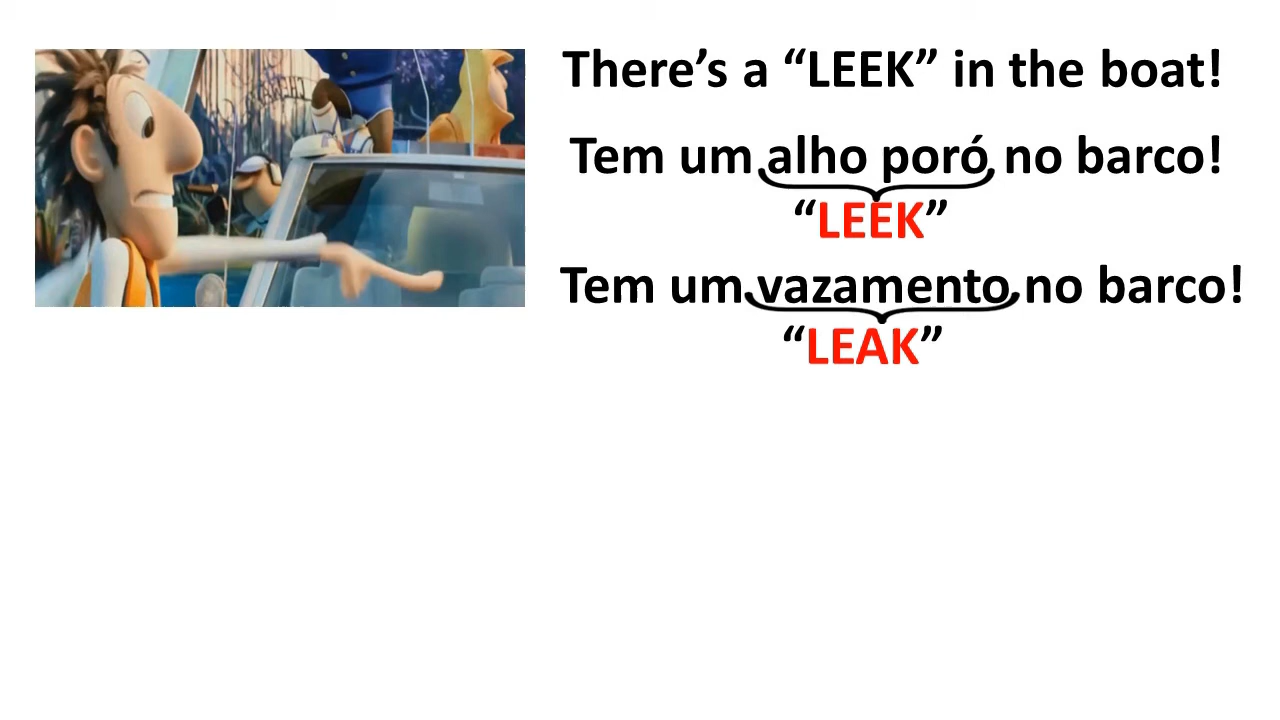 There’s a “LEEK” in the boat!
Tem um alho poró no barco!
“LEEK”
Tem um vazamento no barco!
“LEAK”